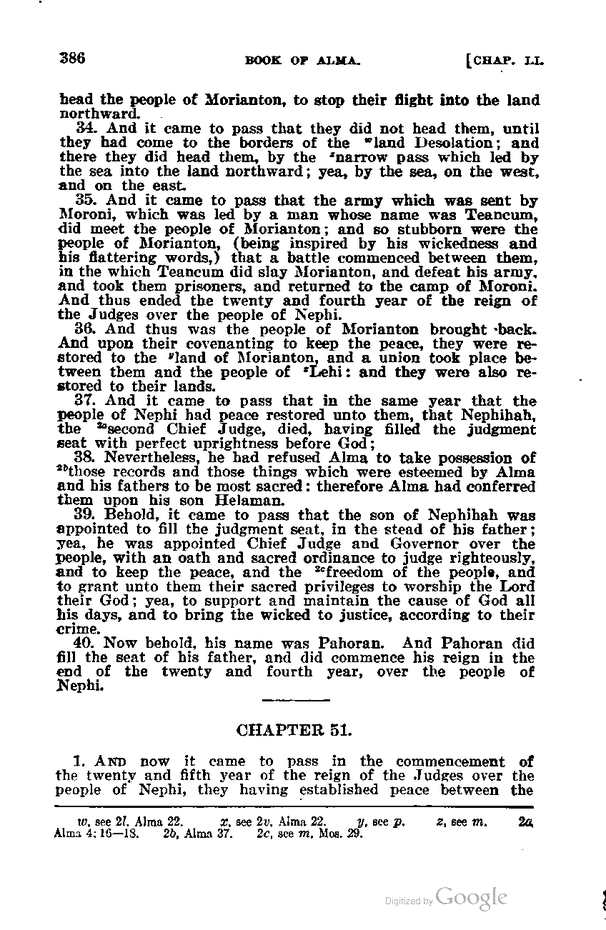 386 BOOK OF ALMA. [CHAP. LI.
head the people of Morianton, to stop their flight into the land
northward.
34. And it came to pass that they did not head them, until
they had come to the borders of the ʷland Desolation; and
there they did head them, by the ˣnarrow pass which led by
the sea into the land northward; yea, by the sea, on the west,
and on the east.
35. And it came to pass that the army which was sent by
Moroni, which was led by a man whose name was Teancum,
did meet the people of Morianton; and so stubborn were the
people of Morianton, (being inspired by his wickedness and
his flattering words,) that a battle commenced between them,
in the which Teancum did slay Morianton, and defeat his army,
and took them prisoners, and returned to the camp of Moroni.
And thus ended the twenty and fourth year of the reign of
the Judges over the people of Nephi.
36. And thus was the people of Morianton brought back.
And upon their covenanting to keep the peace, they were re-
stored to the ʸland of Morianton, and a union took place be-
tween them and the people of ᶻLehi: and they were also re-
stored to their lands.
37. And it came to pass that in the same year that the
people of Nephi had peace restored unto them, that Nephihah,
the ²ᵃsecond Chief Judge, died, having filled the judgment
seat with perfect uprightness before God;
38. Nevertheless, he had refused Alma to take possession of
²ᵇthose records and those things which were esteemed by Alma
and his fathers to be most sacred: therefore Alma had conferred
them upon his son Helaman.
39. Behold, it came to pass that the son of Nephihah was
appointed to fill the judgment seat, in the stead of his father;
yea, he was appointed Chief Judge and Governor over the
people, with an oath and sacred ordinance to judge righteously,
and to keep the peace, and the ²ᶜfreedom of the people, and
to grant unto them their sacred privileges to worship the Lord
their God; yea, to support and maintain the cause of God all
his days, and to bring the wicked to justice, according to their
crime.
40. Now behold, his name was Pahoran. And Pahoran did
fill the seat of his father, and did commence his reign in the
end of the twenty and fourth year, over the people of
Nephi.
CHAPTER 51.
1. AND now it came to pass in the commencement of
the twenty and fifth year of the reign of the Judges over the
people of Nephi, they having established peace between the
w, see 2l, Alma 22. x, see 2v, Alma 22. y, see p. z, see m. 2a,
Alma 4: 16—18. 2b, Alma 37. 2c, see m, Mos. 29.
Digitized by Google